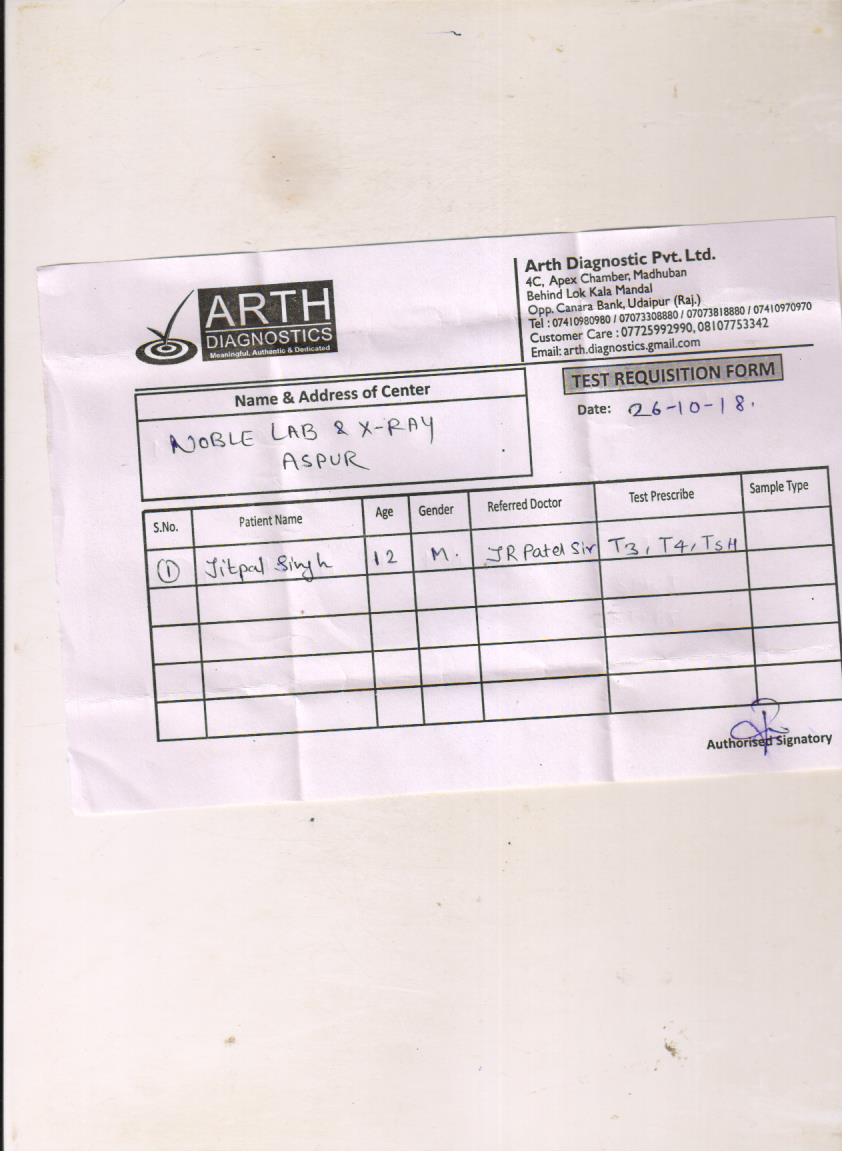 ARTH
DIAGNOSTICS
Meaningful, Authentic & Dedicated
Arth Diagnostic Pvt. Ltd.
4C, Apex Chamber, Madhuban
Behind Lok Kala Mandal
Opp. Canara Bank, Udaipur (Raj.)
Tel : 07410980980 / 07073308880 / 07073818880 / 07410970970
Customer Care : 07725992990, 08107753342
Email: arth.diagnostics.gmail.com
TEST REQUISITION FORM
Date: 26-10-18.
Name & Address of Center
NOBLE LAB & X-RAY
ASPUR
S.No. Patient Name Age Gender Referred Doctor Test Prescribe Sample Type
1 Jitpal Singh 12 M. JR Patel Sir T3, T4, TSH
Authorised Signatory